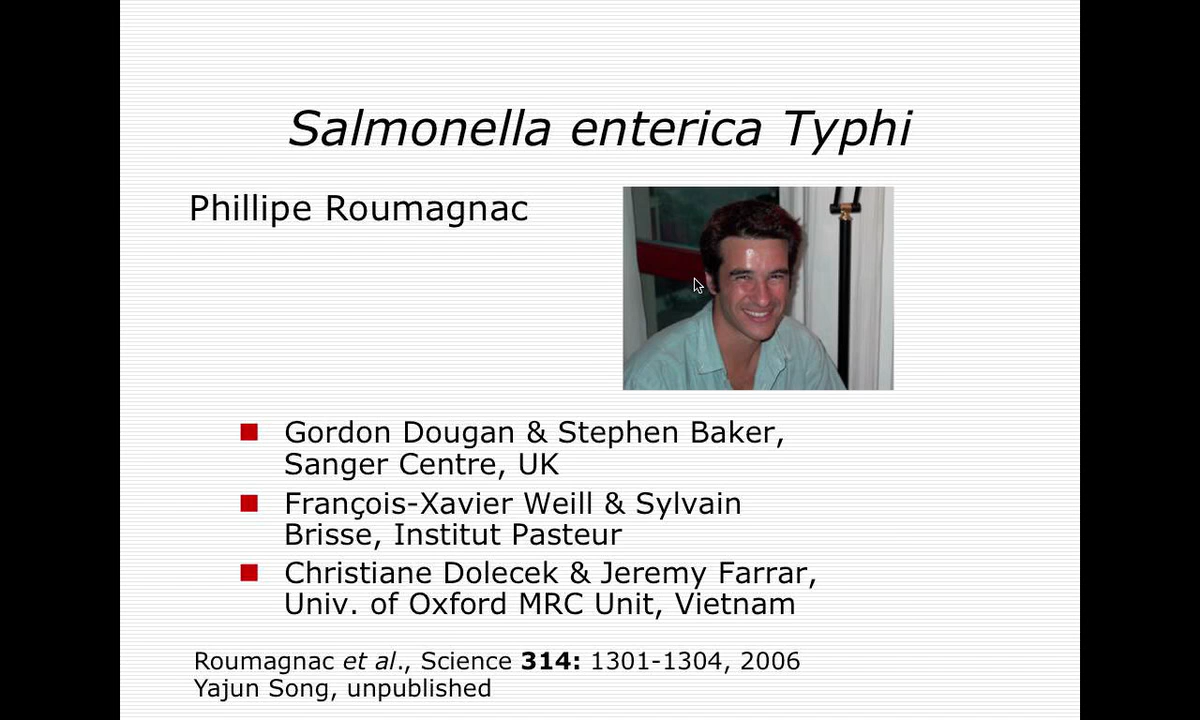 Salmonella enterica Typhi
Phillipe Roumagnac
Gordon Dougan & Stephen Baker,
Sanger Centre, UK
François-Xavier Weill & Sylvain
Brisse, Institut Pasteur
Christiane Dolecek & Jeremy Farrar,
Univ. of Oxford MRC Unit, Vietnam
Roumagnac et al., Science 314: 1301-1304, 2006
Yajun Song, unpublished